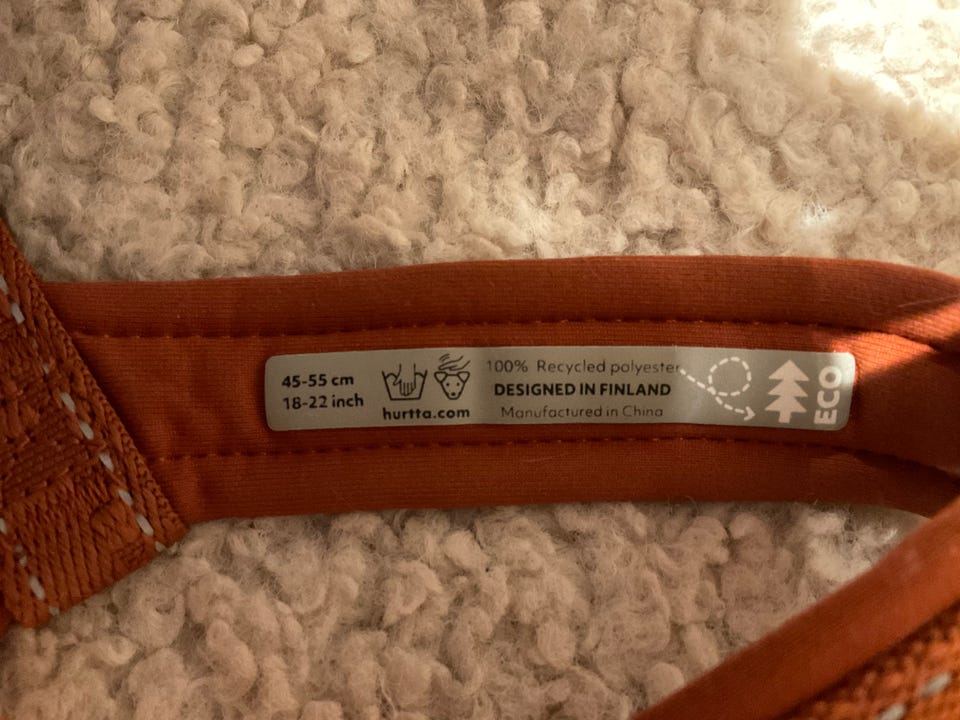 45-55 cm
18-22 inch
hurtta.com
100% Recycled polyester
DESIGNED IN FINLAND
Manufactured in China
ECO